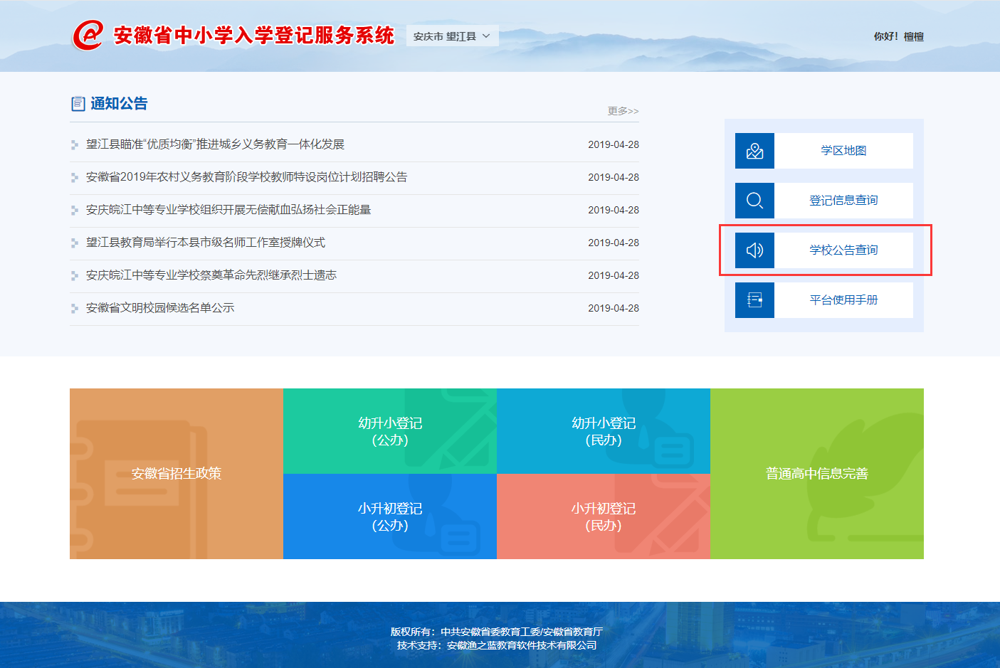 安徽省中小学入学登记服务系统
安庆市 望江县
你好！檀檀
通知公告
更多>>
望江县瞄准“优质均衡”推进城乡义务教育一体化发展 2019-04-28
安徽省2019年农村义务教育阶段学校教师特设岗位计划招聘公告 2019-04-28
安庆皖江中等专业学校组织开展无偿献血弘扬社会正能量 2019-04-28
望江县教育局举行本县市级名师工作室授牌仪式 2019-04-28
安庆皖江中等专业学校祭奠革命先烈继承烈士遗志 2019-04-28
安徽省文明校园候选名单公示 2019-04-28
学区地图
登记信息查询
学校公告查询
平台使用手册
安徽省招生政策
幼升小登记
（公办）
幼升小登记
（民办）
小升初登记
（公办）
小升初登记
（民办）
普通高中信息完善
版权所有：中共安徽省委教育工委/安徽省教育厅
技术支持：安徽渔之蓝教育软件技术有限公司